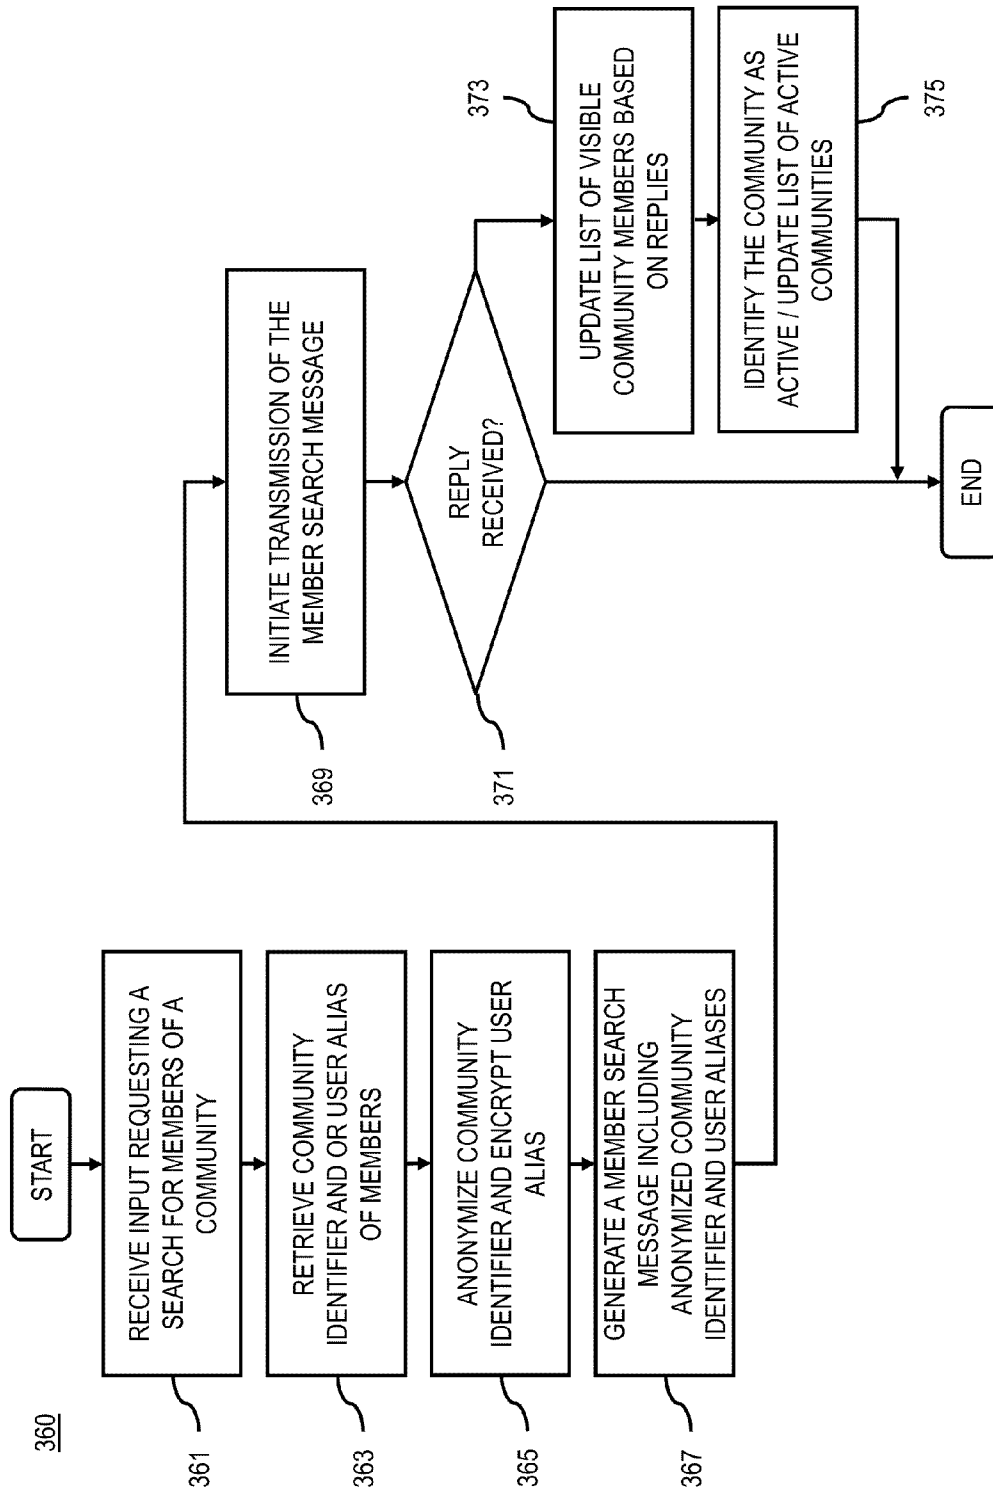 360
START
RECEIVE INPUT REQUESTING A
SEARCH FOR MEMBERS OF A
COMMUNITY
361
RETRIEVE COMMUNITY
IDENTIFIER AND OR USER ALIAS
OF MEMBERS
363
ANONYMIZE COMMUNITY
IDENTIFIER AND ENCRYPT USER
ALIAS
365
GENERATE A MEMBER SEARCH
MESSAGE INCLUDING
ANONYMIZED COMMUNITY
IDENTIFIER AND USER ALIASES
367
INITIATE TRANSMISSION OF THE
MEMBER SEARCH MESSAGE
369
REPLY
RECEIVED?
371
UPDATE LIST OF VISIBLE
COMMUNITY MEMBERS BASED
ON REPLIES
373
IDENTIFY THE COMMUNITY AS
ACTIVE / UPDATE LIST OF ACTIVE
COMMUNITIES
375
END